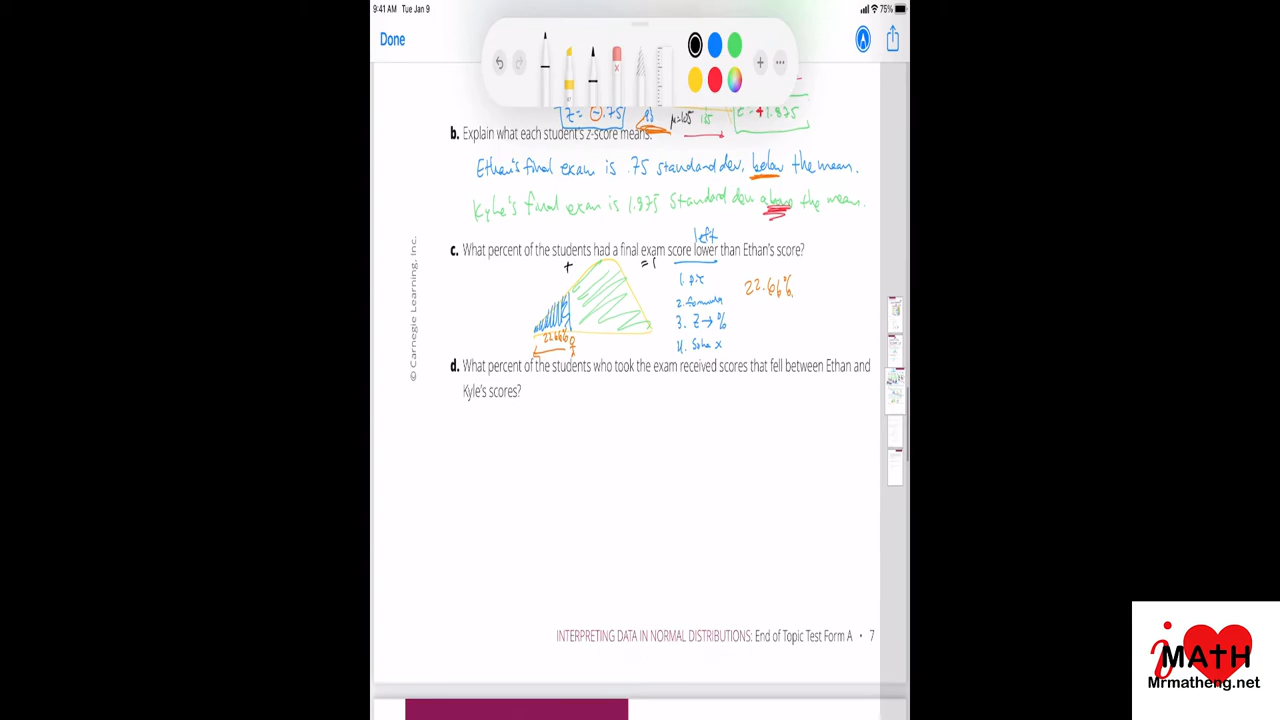 9:41 AM Tue Jan 9
75%
Done
Z = -.75
μ=105
1.875
b. Explain what each student's z-score means.
Ethan's final exam is .75 standard dev. below the mean.
Kyle's final exam is 1.875 standard dev above the mean.
left
c. What percent of the students had a final exam score lower than Ethan's score?
+
1. pic
22.66%
2. formula
3. Z → %
22.66%
4. Solve x
d. What percent of the students who took the exam received scores that fell between Ethan and
Kyle's scores?
© Carnegie Learning, Inc.
INTERPRETING DATA IN NORMAL DISTRIBUTIONS: End of Topic Test Form A • 7
iMATH
Mrmatheng.net